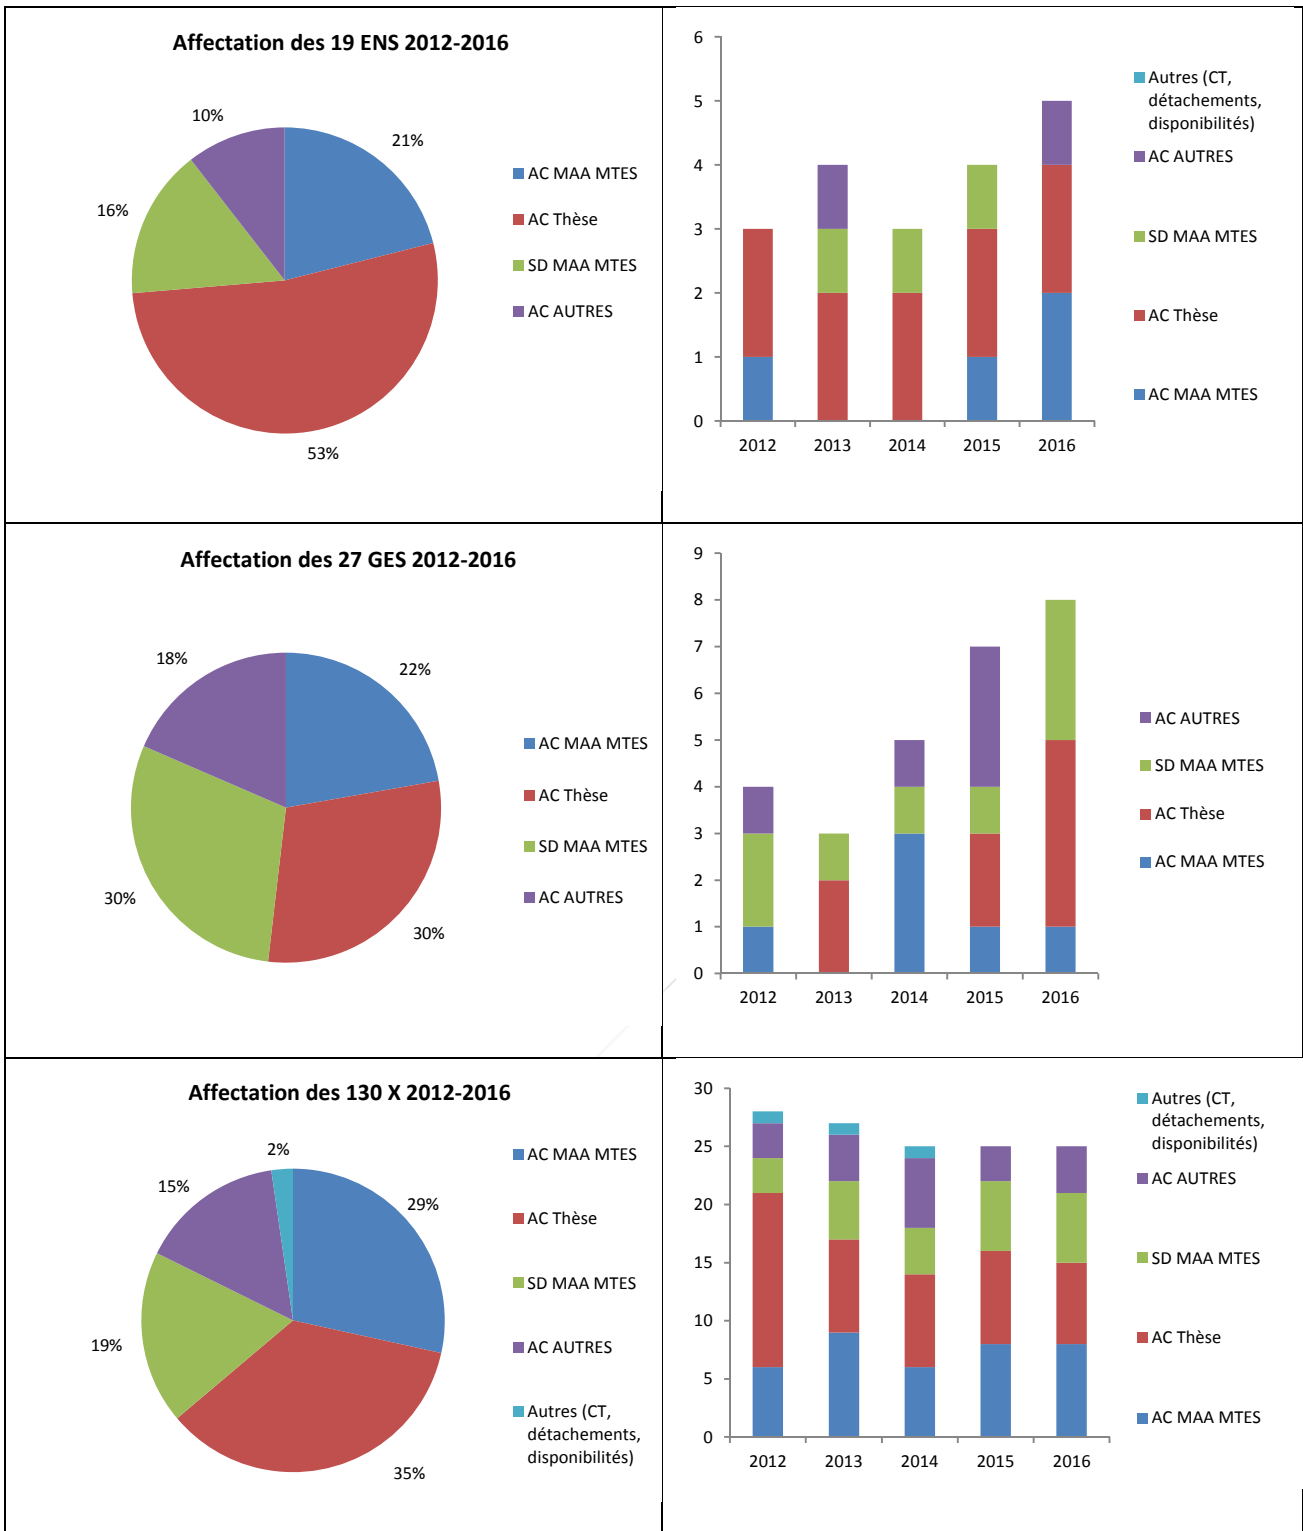 Affectation des 19 ENS 2012-2016
10%
21%
16%
53%
AC MAA MTES
AC Thèse
SD MAA MTES
AC AUTRES
6
5
4
3
2
1
0
2012 2013 2014 2015 2016
Autres (CT,
détachements,
disponibilités)
AC AUTRES
SD MAA MTES
AC Thèse
AC MAA MTES
Affectation des 27 GES 2012-2016
18%
22%
30%
30%
AC MAA MTES
AC Thèse
SD MAA MTES
AC AUTRES
9
8
7
6
5
4
3
2
1
0
2012 2013 2014 2015 2016
AC AUTRES
SD MAA MTES
AC Thèse
AC MAA MTES
Affectation des 130 X 2012-2016
2%
15%
29%
19%
35%
AC MAA MTES
AC Thèse
SD MAA MTES
AC AUTRES
Autres (CT,
détachements,
disponibilités)
30
25
20
15
10
5
0
2012 2013 2014 2015 2016
Autres (CT,
détachements,
disponibilités)
AC AUTRES
SD MAA MTES
AC Thèse
AC MAA MTES